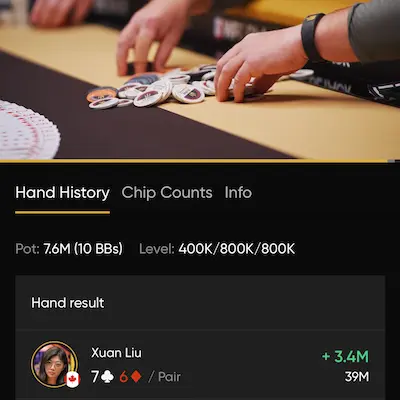 Hand History Chip Counts Info
Pot: 7.6M (10 BBs) Level: 400K/800K/800K
Hand result
Xuan Liu + 3.4M
7♣ 6♦ / Pair 39M